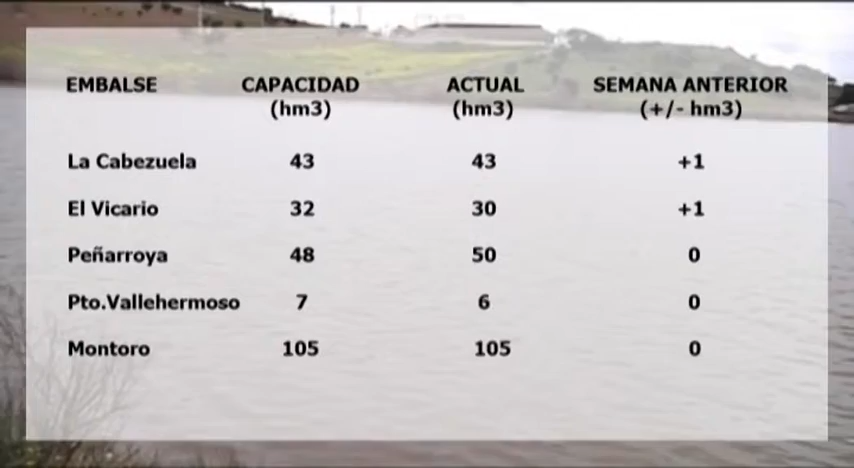 EMBALSE CAPACIDAD ACTUAL SEMANA ANTERIOR
(hm3) (hm3) (+/- hm3)
La Cabezuela 43 43 +1
El Vicario 32 30 +1
Peñarroya 48 50 0
Pto.Vallehermoso 7 6 0
Montoro 105 105 0